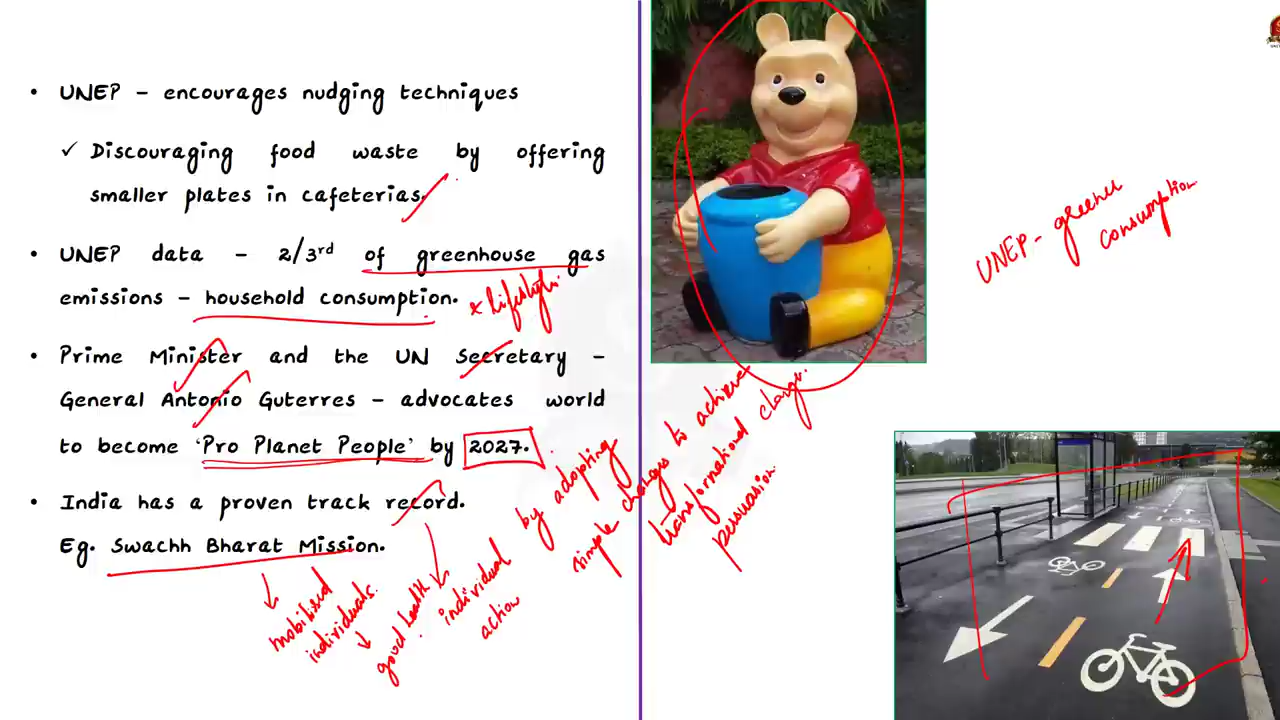 • UNEP – encourages nudging techniques
✓ Discouraging food waste by offering
smaller plates in cafeterias.
• UNEP data – 2/3rd of greenhouse gas
emissions – household consumption.
& lifestyle.
• Prime Minister and the UN Secretary –
General Antonio Guterres – advocates world
to become 'Pro Planet People' by 2027.
• India has a proven track record.
Eg. Swachh Bharat Mission.
mobilised
individuals.
good health
individual
action
by adopting
simple changes to achieve
transformational change.
persuasion
UNEP - greener
consumption